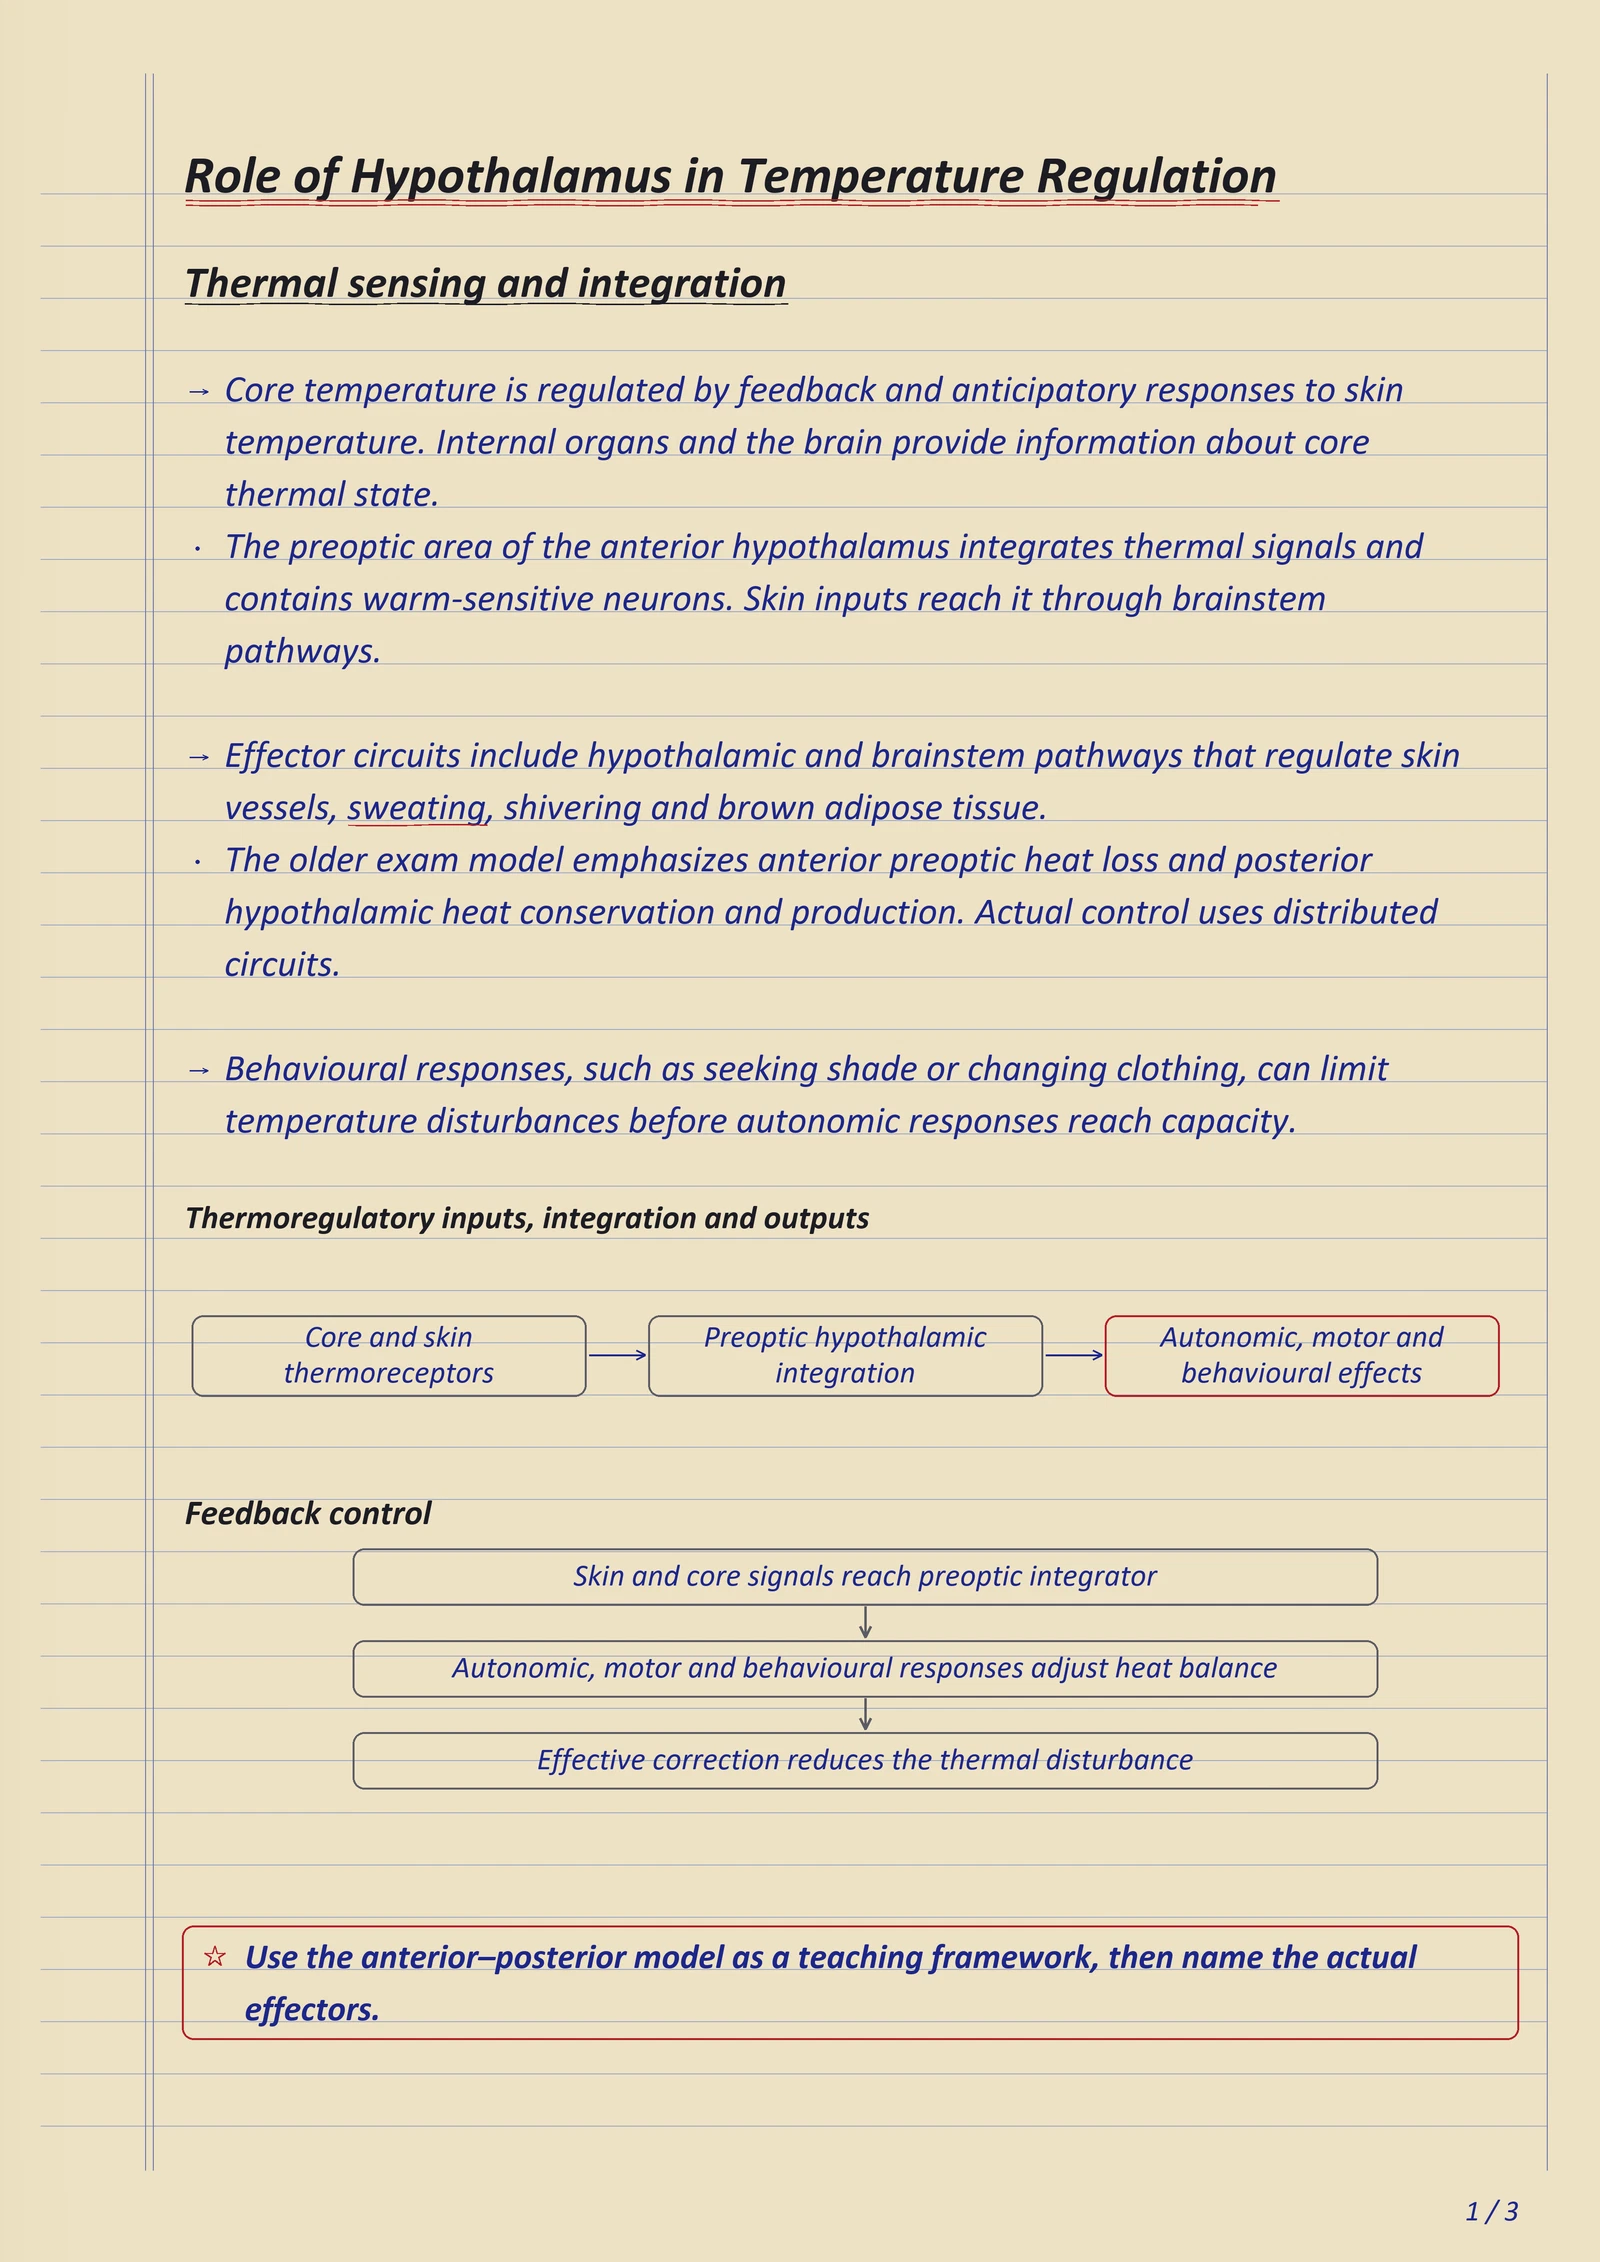 Role of Hypothalamus in Temperature Regulation
Thermal sensing and integration
→ Core temperature is regulated by feedback and anticipatory responses to skin
temperature. Internal organs and the brain provide information about core
thermal state.
· The preoptic area of the anterior hypothalamus integrates thermal signals and
contains warm-sensitive neurons. Skin inputs reach it through brainstem
pathways.
→ Effector circuits include hypothalamic and brainstem pathways that regulate skin
vessels, sweating, shivering and brown adipose tissue.
· The older exam model emphasizes anterior preoptic heat loss and posterior
hypothalamic heat conservation and production. Actual control uses distributed
circuits.
→ Behavioural responses, such as seeking shade or changing clothing, can limit
temperature disturbances before autonomic responses reach capacity.
Thermoregulatory inputs, integration and outputs
Core and skin
thermoreceptors
Preoptic hypothalamic
integration
Autonomic, motor and
behavioural effects
Feedback control
Skin and core signals reach preoptic integrator
Autonomic, motor and behavioural responses adjust heat balance
Effective correction reduces the thermal disturbance
☆ Use the anterior–posterior model as a teaching framework, then name the actual
effectors.
1 / 3